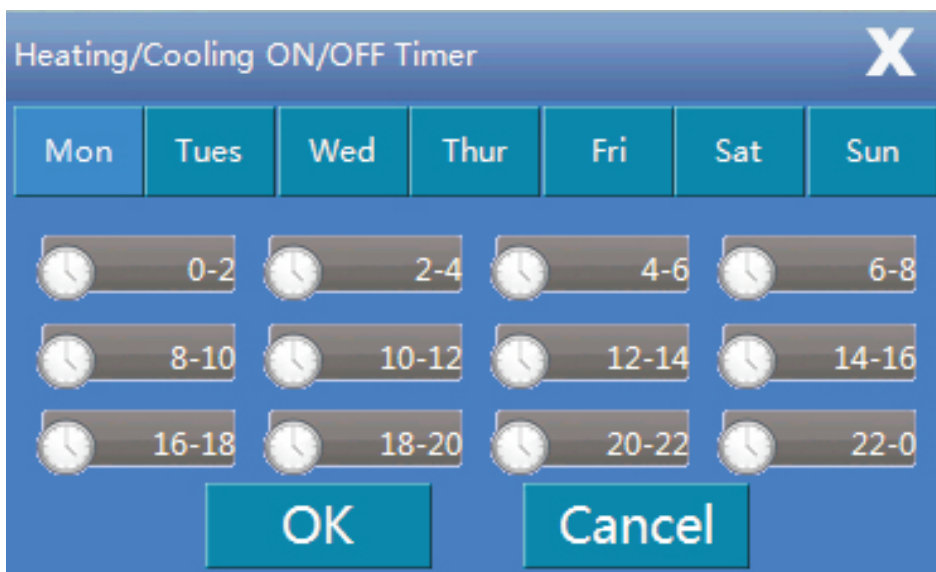 Heating/Cooling ON/OFF Timer X
Mon Tues Wed Thur Fri Sat Sun
0-2 2-4 4-6 6-8
8-10 10-12 12-14 14-16
16-18 18-20 20-22 22-0
OK Cancel